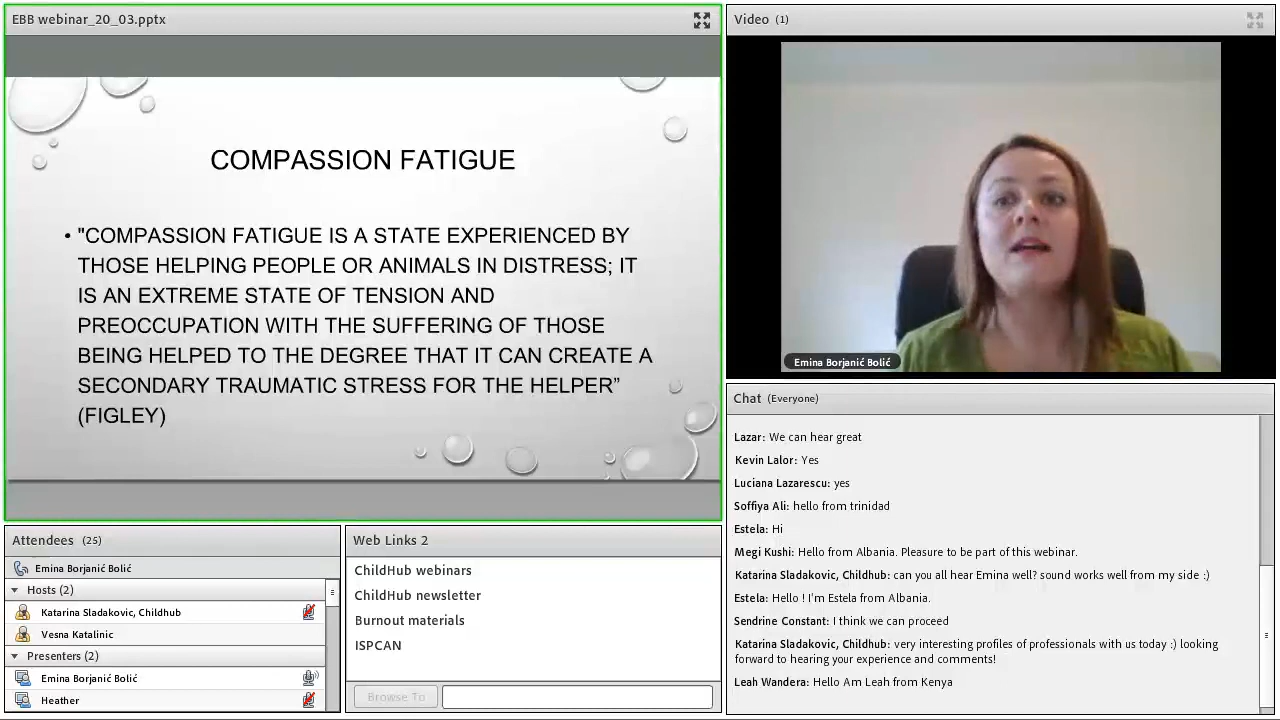 EBB webinar_20_03.pptx
COMPASSION FATIGUE
• "COMPASSION FATIGUE IS A STATE EXPERIENCED BY
THOSE HELPING PEOPLE OR ANIMALS IN DISTRESS; IT
IS AN EXTREME STATE OF TENSION AND
PREOCCUPATION WITH THE SUFFERING OF THOSE
BEING HELPED TO THE DEGREE THAT IT CAN CREATE A
SECONDARY TRAUMATIC STRESS FOR THE HELPER”
(FIGLEY)
Video (1)
Emina Borjanić Bolić
Attendees (25)
Emina Borjanić Bolić
Hosts (2)
Katarina Sladakovic, Childhub
Vesna Katalinic
Presenters (2)
Emina Borjanić Bolić
Heather
Web Links 2
ChildHub webinars
ChildHub newsletter
Burnout materials
ISPCAN
Browse To
Chat (Everyone)
Lazar: We can hear great
Kevin Lalor: Yes
Luciana Lazarescu: yes
Soffiya Ali: hello from trinidad
Estela: Hi
Megi Kushi: Hello from Albania. Pleasure to be part of this webinar.
Katarina Sladakovic, Childhub: can you all hear Emina well? sound works well from my side :)
Estela: Hello ! I'm Estela from Albania.
Sendrine Constant: I think we can proceed
Katarina Sladakovic, Childhub: very interesting profiles of professionals with us today :) looking
forward to hearing your experience and comments!
Leah Wandera: Hello Am Leah from Kenya